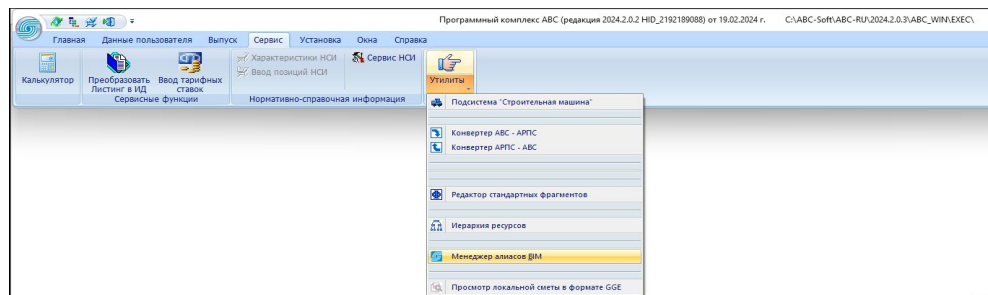 Программный комплекс АВС (редакция 2024.2.0.2 HID_2192189088) от 19.02.2024 г. C:\ABC-Soft\ABC-RU\2024.2.0.3\ABC_WIN\EXEC\
Главная Данные пользователя Выпуск Сервис Установка Окна Справка
Калькулятор
Преобразовать Листинг в ИД
Ввод тарифных ставок
Сервисные функции
Характеристики НСИ
Ввод позиций НСИ
Сервис НСИ
Нормативно-справочная информация
Утилиты
Подсистема "Строительная машина"
Конвертер АВС - АРПС
Конвертер АРПС - АВС
Редактор стандартных фрагментов
Иерархия ресурсов
Менеджер алиасов BIM
Просмотр локальной сметы в формате GGE